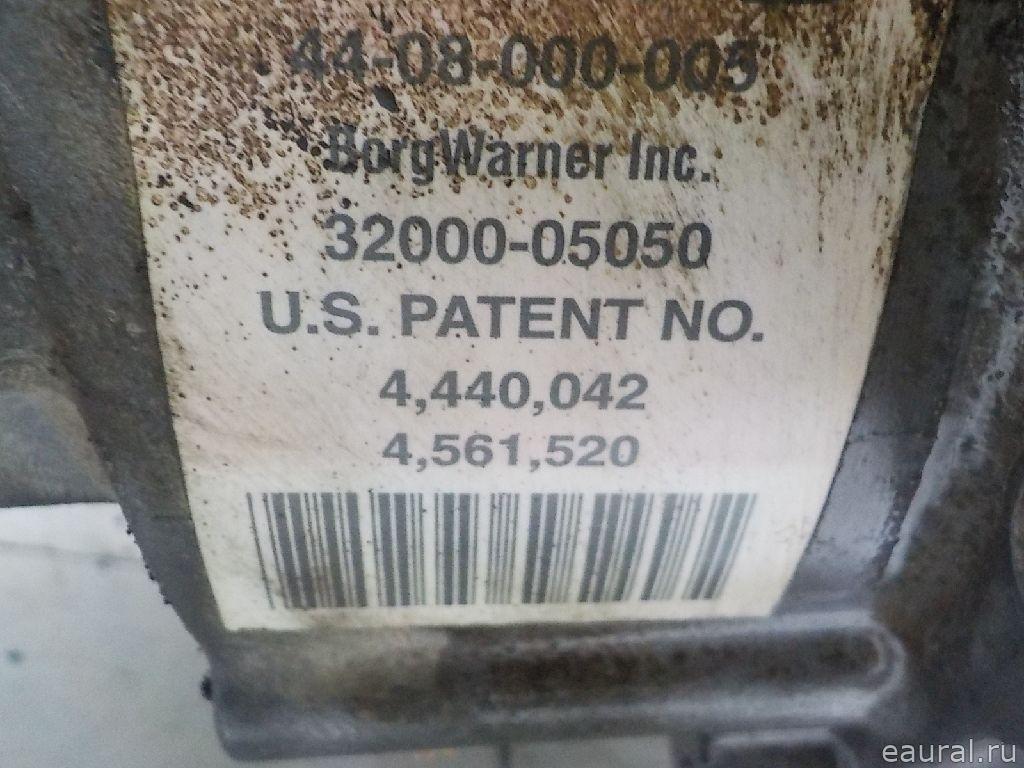 44-08-000-005
BorgWarner Inc.
32000-05050
U.S. PATENT NO.
4,440,042
4,561,520
eaural.ru